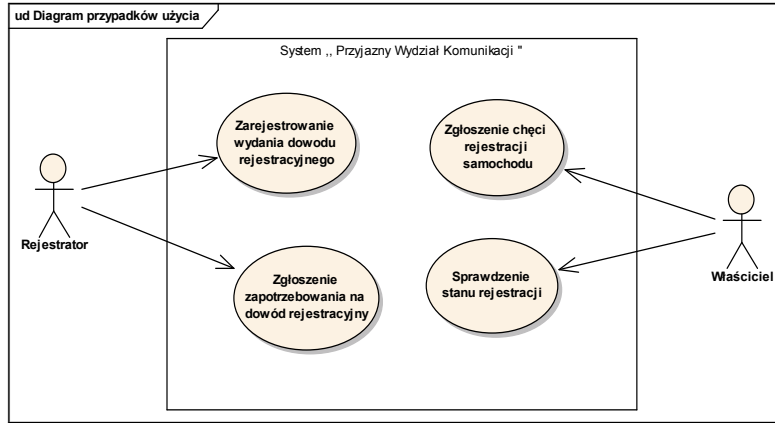 ud Diagram przypadków użycia
System ,, Przyjazny Wydział Komunikacji "
Zarejestrowanie
wydania dowodu
rejestracyjnego
Zgłoszenie chęci
rejestracji
samochodu
Rejestrator
Zgłoszenie
zapotrzebowania na
dowód rejestracyjny
Sprawdzenie
stanu rejestracji
Właściciel